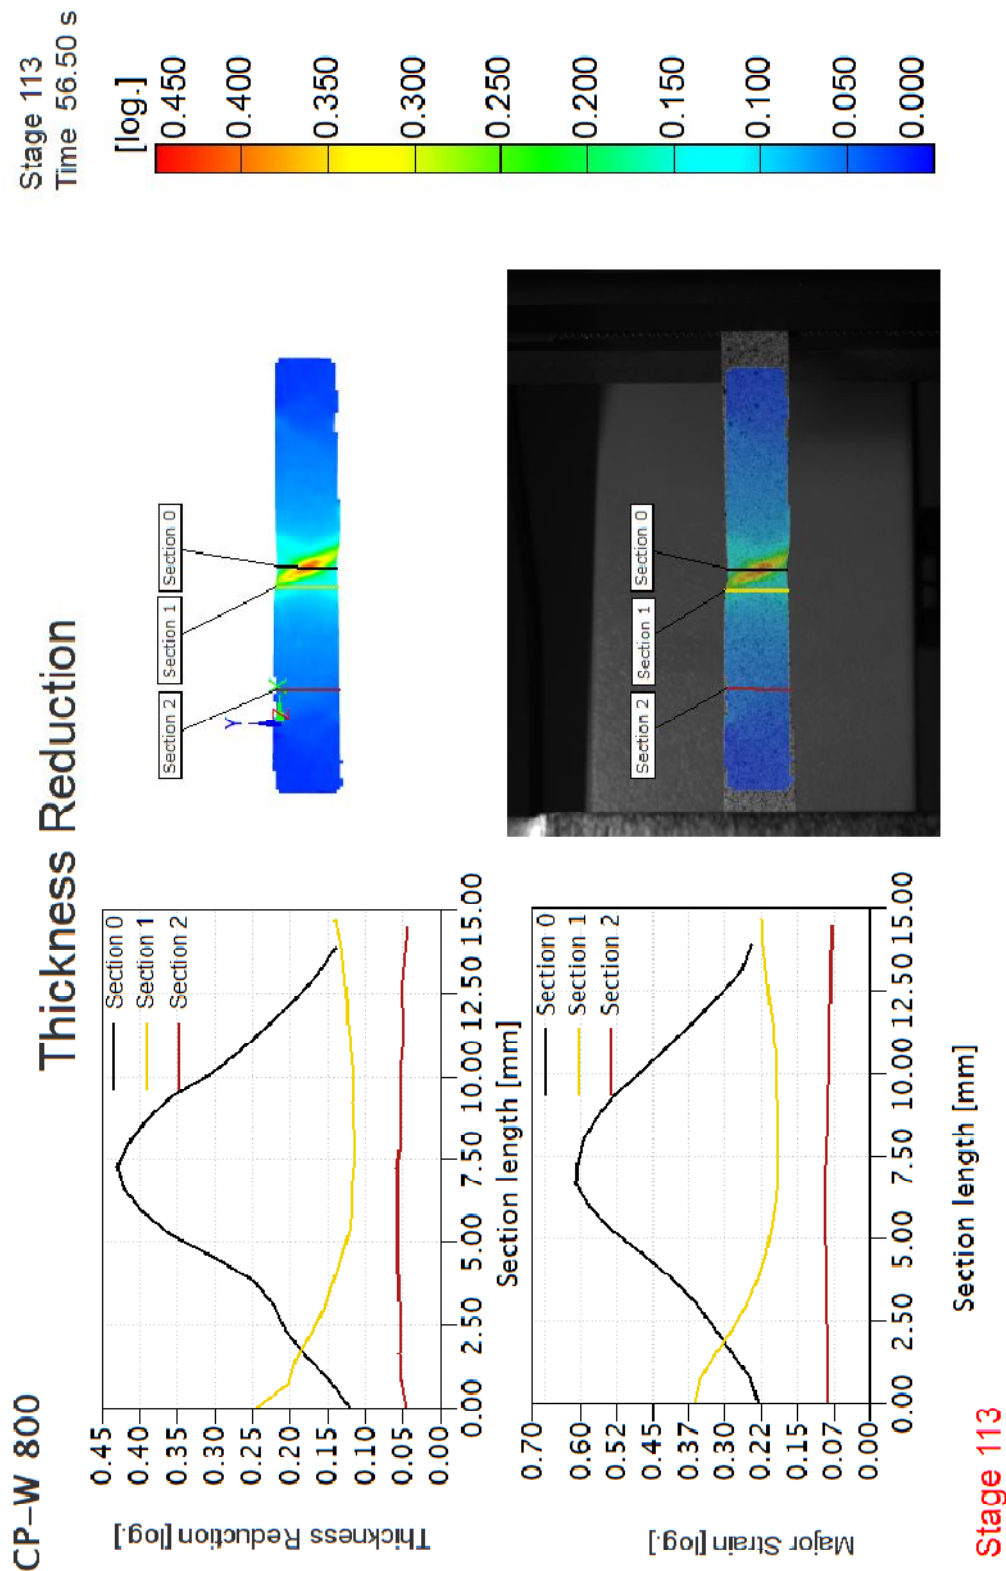 CP-W 800
Thickness Reduction
Stage 113
Time 56.50 s
Thickness Reduction [log.]
0.45
0.40
0.35
0.30
0.25
0.20
0.15
0.10
0.05
0.00
Section 0
Section 1
Section 2
0.00 2.50 5.00 7.50 10.00 12.50 15.00
Section length [mm]
Section 2
Section 1
Section 0
Y
X
Z
[log.]
0.450
0.400
0.350
0.300
0.250
0.200
0.150
0.100
0.050
0.000
Major Strain [log.]
0.70
0.60
0.52
0.45
0.37
0.30
0.22
0.15
0.07
0.00
Section 0
Section 1
Section 2
0.00 2.50 5.00 7.50 10.00 12.50 15.00
Section length [mm]
Section 2
Section 1
Section 0
Stage 113